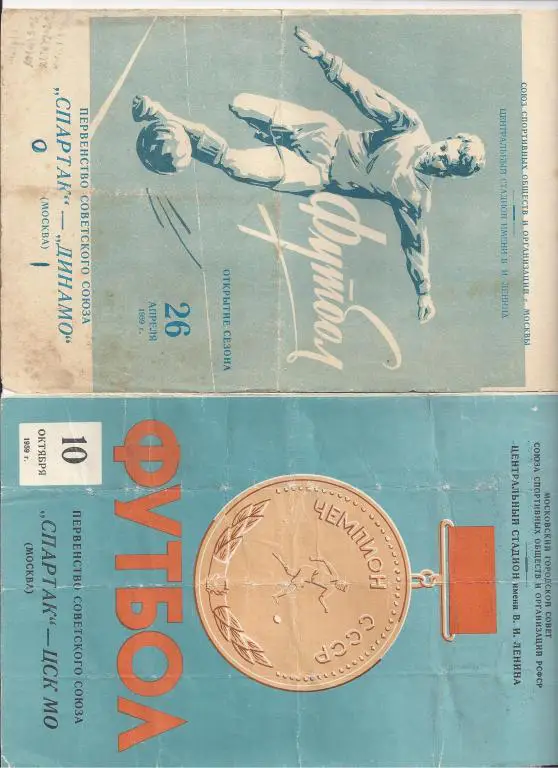 СОЮЗ СПОРТИВНЫХ ОБЩЕСТВ И ОРГАНИЗАЦИЙ г. МОСКВЫ
ЦЕНТРАЛЬНЫЙ СТАДИОН ИМЕНИ В. И. ЛЕНИНА
футбол
ОТКРЫТИЕ СЕЗОНА
26
АПРЕЛЯ
1959 г.
ПЕРВЕНСТВО СОВЕТСКОГО СОЮЗА
„СПАРТАК“ — „ДИНАМО“
(МОСКВА)
0 1
МОСКОВСКИЙ ГОРОДСКОЙ СОВЕТ
СОЮЗА СПОРТИВНЫХ ОБЩЕСТВ И ОРГАНИЗАЦИЙ РСФСР
ЦЕНТРАЛЬНЫЙ СТАДИОН имени В. И. ЛЕНИНА
ЧЕМПИОН
СССР
ФУТБОЛ
10
ОКТЯБРЯ
1959 г.
ПЕРВЕНСТВО СОВЕТСКОГО СОЮЗА
„СПАРТАК“ — ЦСК МО
(МОСКВА)